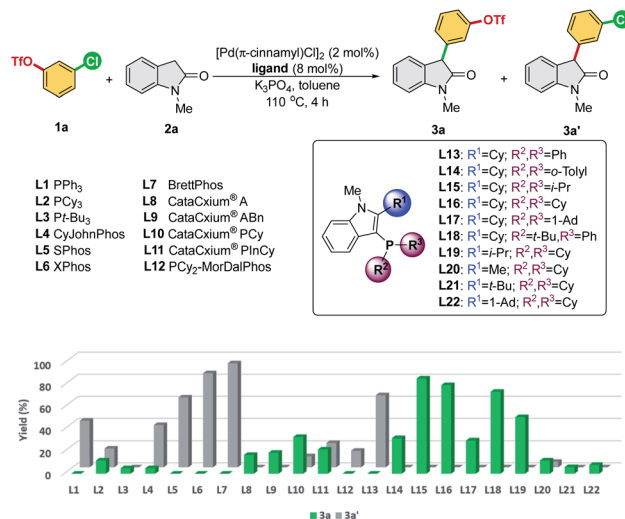 OTf
Cl
TfO
Cl
N
Me
O
1a
+
2a
[Pd(π-cinnamyl)Cl]₂ (2 mol%)
ligand (8 mol%)
K₃PO₄, toluene
110 °C, 4 h
N
Me
O
3a
+
N
Me
O
3a'
L1 PPh₃
L2 PCy₃
L3 Pt-Bu₃
L4 CyJohnPhos
L5 SPhos
L6 XPhos
L7 BrettPhos
L8 CataCxium® A
L9 CataCxium® ABn
L10 CataCxium® PCy
L11 CataCxium® PInCy
L12 PCy₂-MorDalPhos
Me
N
R¹
P
R²
R³
L13: R¹=Cy; R²,R³=Ph
L14: R¹=Cy; R²,R³=o-Tolyl
L15: R¹=Cy; R²,R³=i-Pr
L16: R¹=Cy; R²,R³=Cy
L17: R¹=Cy; R²,R³=1-Ad
L18: R¹=Cy; R²=t-Bu,R³=Ph
L19: R¹=i-Pr; R²,R³=Cy
L20: R¹=Me; R²,R³=Cy
L21: R¹=t-Bu; R²,R³=Cy
L22: R¹=1-Ad; R²,R³=Cy
Yield (%)
100
80
60
40
20
0
L1 L2 L3 L4 L5 L6 L7 L8 L9 L10 L11 L12 L13 L14 L15 L16 L17 L18 L19 L20 L21 L22
3a 3a'